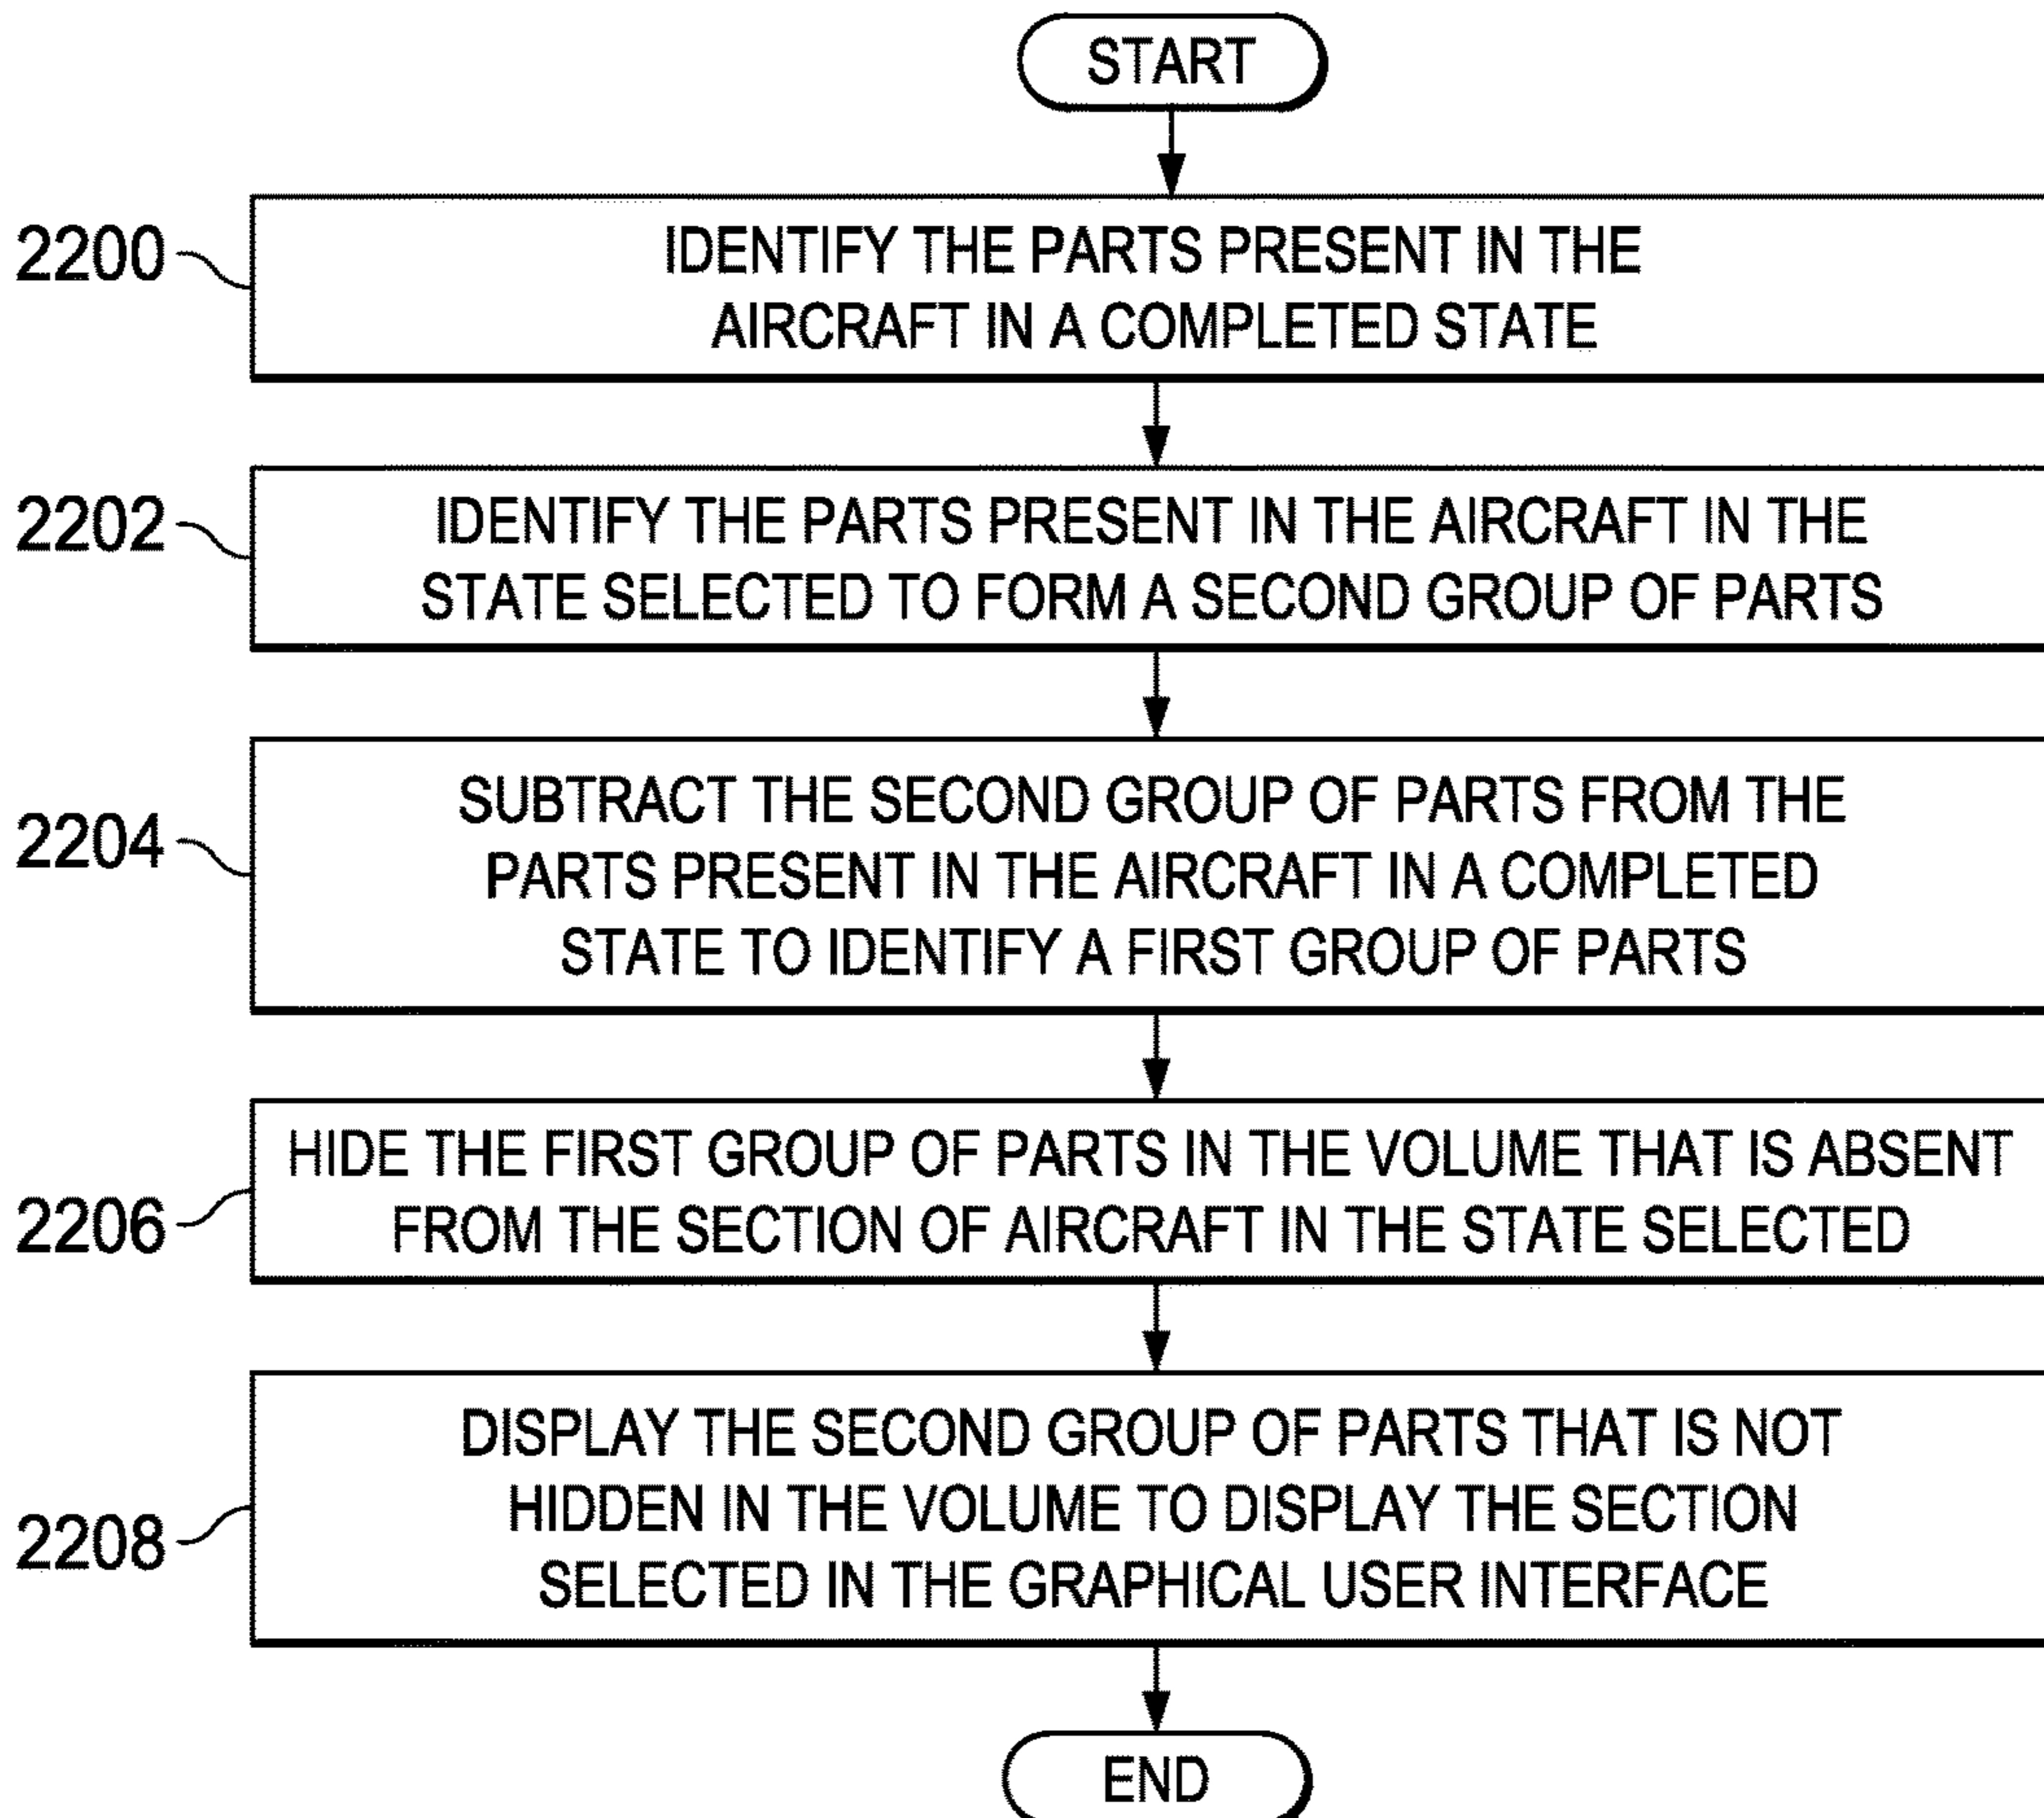 START
2200
IDENTIFY THE PARTS PRESENT IN THE
AIRCRAFT IN A COMPLETED STATE
2202
IDENTIFY THE PARTS PRESENT IN THE AIRCRAFT IN THE
STATE SELECTED TO FORM A SECOND GROUP OF PARTS
2204
SUBTRACT THE SECOND GROUP OF PARTS FROM THE
PARTS PRESENT IN THE AIRCRAFT IN A COMPLETED
STATE TO IDENTIFY A FIRST GROUP OF PARTS
2206
HIDE THE FIRST GROUP OF PARTS IN THE VOLUME THAT IS ABSENT
FROM THE SECTION OF AIRCRAFT IN THE STATE SELECTED
2208
DISPLAY THE SECOND GROUP OF PARTS THAT IS NOT
HIDDEN IN THE VOLUME TO DISPLAY THE SECTION
SELECTED IN THE GRAPHICAL USER INTERFACE
END